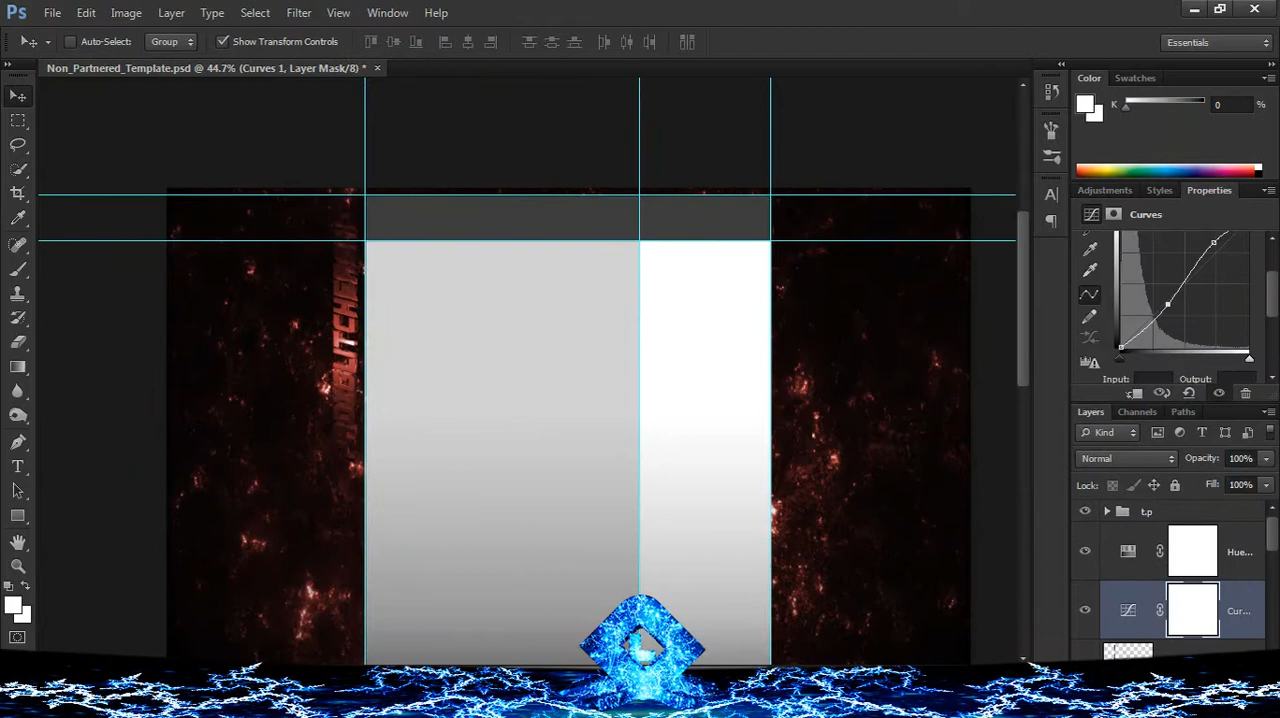 Ps File Edit Image Layer Type Select Filter View Window Help
Auto-Select: Group Show Transform Controls Essentials
Non_Partnered_Template.psd @ 44.7% (Curves 1, Layer Mask/8) * ×
Color Swatches
K 0 %
Adjustments Styles Properties
Curves
Input: Output:
Layers Channels Paths
Kind
Normal Opacity: 100%
Lock: Fill: 100%
t.p
Hue...
Cur...